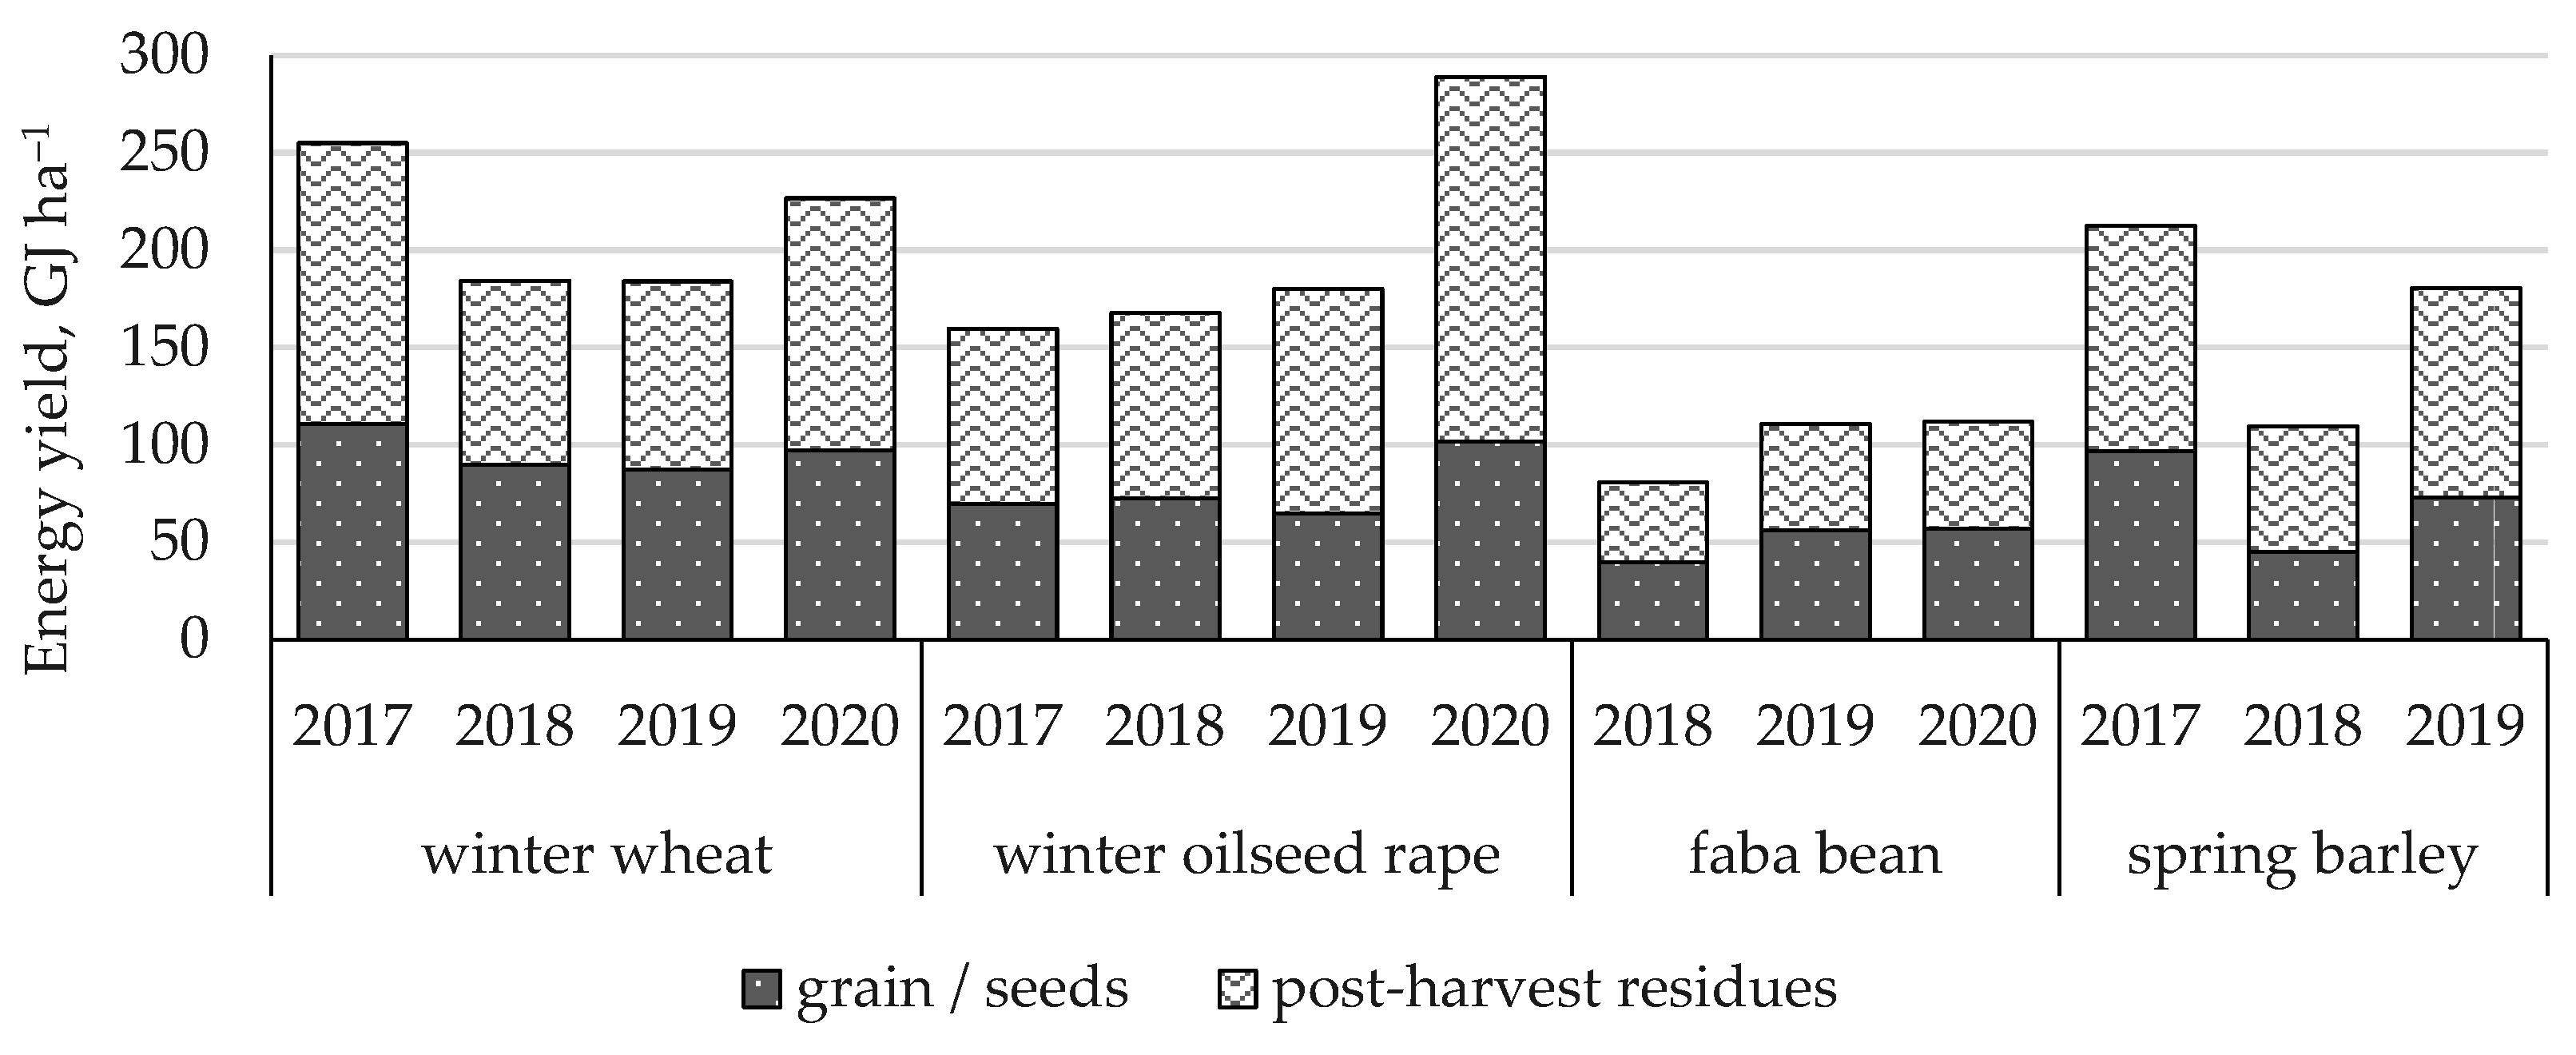 Energy yield, GJ ha⁻¹
300
250
200
150
100
50
0
2017 2018 2019 2020 2017 2018 2019 2020 2018 2019 2020 2017 2018 2019
winter wheat winter oilseed rape faba bean spring barley
grain / seeds post-harvest residues